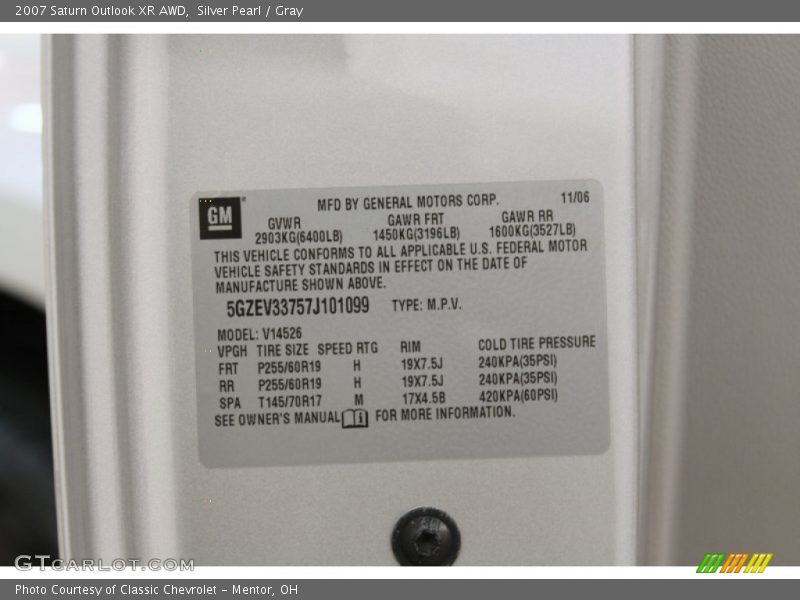 2007 Saturn Outlook XR AWD, Silver Pearl / Gray
GM
MFD BY GENERAL MOTORS CORP. 11/06
GVWR GAWR FRT GAWR RR
2903KG(6400LB) 1450KG(3196LB) 1600KG(3527LB)
THIS VEHICLE CONFORMS TO ALL APPLICABLE U.S. FEDERAL MOTOR
VEHICLE SAFETY STANDARDS IN EFFECT ON THE DATE OF
MANUFACTURE SHOWN ABOVE.
5GZEV33757J101099 TYPE: M.P.V.
MODEL: V14526
VPGH TIRE SIZE SPEED RTG RIM COLD TIRE PRESSURE
FRT P255/60R19 H 19X7.5J 240KPA(35PSI)
RR P255/60R19 H 19X7.5J 240KPA(35PSI)
SPA T145/70R17 M 17X4.5B 420KPA(60PSI)
SEE OWNER'S MANUAL FOR MORE INFORMATION.
GTCARLOT.COM
Photo Courtesy of Classic Chevrolet - Mentor, OH